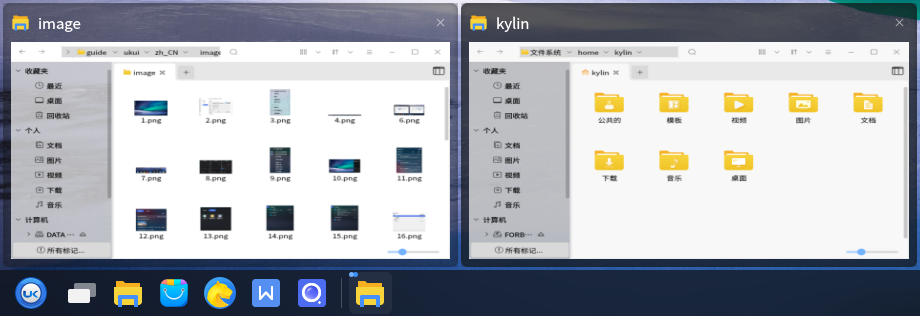 image
kylin
guide ukui zh_CN image
文件系统 home kylin
收藏夹
最近
桌面
回收站
个人
文档
图片
视频
下载
音乐
计算机
DATA ...
所有标记...
image
1.png 2.png 3.png 4.png 6.png
7.png 8.png 9.png 10.png 11.png
12.png 13.png 14.png 15.png 16.png
收藏夹
最近
桌面
回收站
个人
文档
图片
视频
下载
音乐
计算机
FORB...
所有标记...
kylin
公共的 模板 视频 图片 文档
下载 音乐 桌面
UK
W